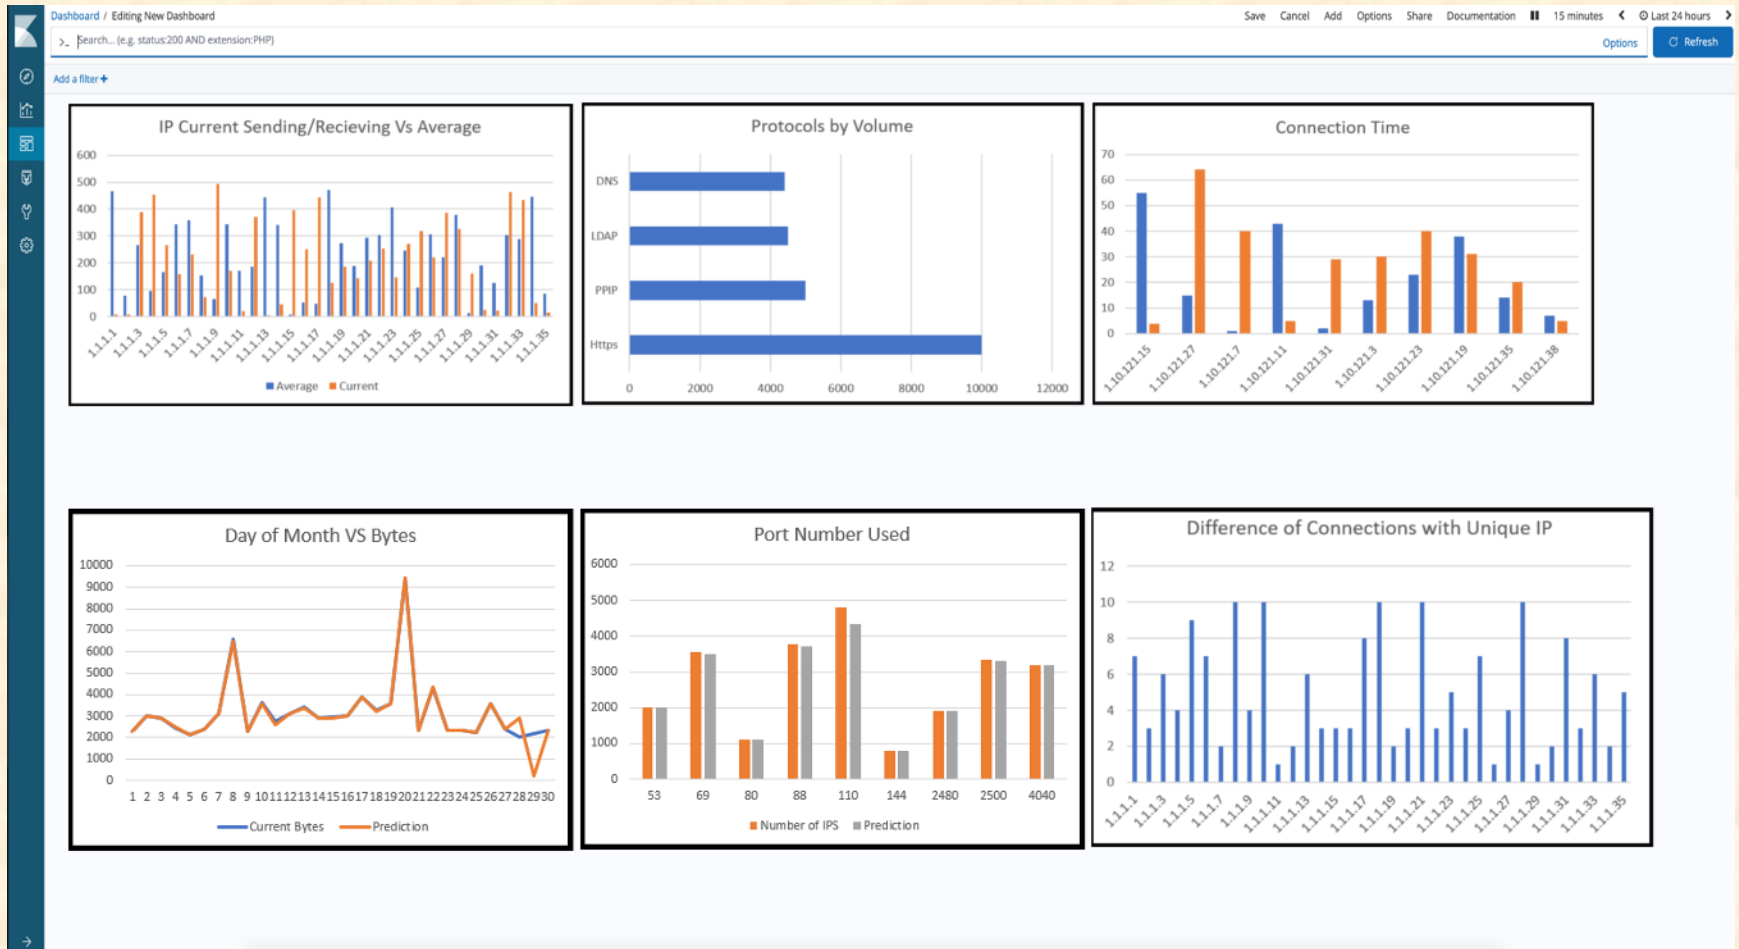 Dashboard / Editing New Dashboard
Save Cancel Add Options Share Documentation 15 minutes Last 24 hours
>_ Search... (e.g. status:200 AND extension:PHP)
Options
Refresh
Add a filter +
IP Current Sending/Recieving Vs Average
600
500
400
300
200
100
0
1.1.1.1 1.1.1.3 1.1.1.5 1.1.1.7 1.1.1.9 1.1.1.11 1.1.1.13 1.1.1.15 1.1.1.17 1.1.1.19 1.1.1.21 1.1.1.23 1.1.1.25 1.1.1.27 1.1.1.29 1.1.1.31 1.1.1.33 1.1.1.35
Average Current
Protocols by Volume
DNS
LDAP
PPIP
Https
0 2000 4000 6000 8000 10000 12000
Connection Time
70
60
50
40
30
20
10
0
1.10.121.15 1.10.121.27 1.10.121.7 1.10.121.11 1.10.121.31 1.10.121.3 1.10.121.23 1.10.121.19 1.10.121.35 1.10.121.38
Day of Month VS Bytes
10000
9000
8000
7000
6000
5000
4000
3000
2000
1000
0
1 2 3 4 5 6 7 8 9 10 11 12 13 14 15 16 17 18 19 20 21 22 23 24 25 26 27 28 29 30
Current Bytes Prediction
Port Number Used
6000
5000
4000
3000
2000
1000
0
53 69 80 88 110 144 2480 2500 4040
Number of IPS Prediction
Difference of Connections with Unique IP
12
10
8
6
4
2
0
1.1.1.1 1.1.1.3 1.1.1.5 1.1.1.7 1.1.1.9 1.1.1.11 1.1.1.13 1.1.1.15 1.1.1.17 1.1.1.19 1.1.1.21 1.1.1.23 1.1.1.25 1.1.1.27 1.1.1.29 1.1.1.31 1.1.1.33 1.1.1.35